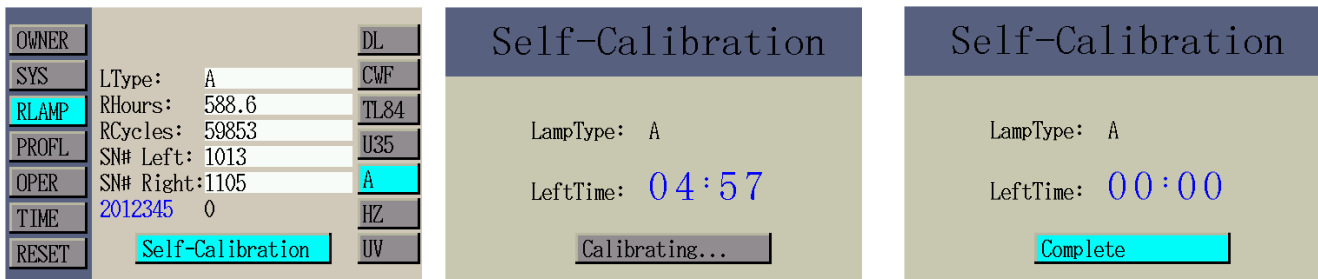 OWNER
SYS
RLAMP
PROFL
OPER
TIME
RESET
LType: A
RHours: 588.6
RCycles: 59853
SN# Left: 1013
SN# Right: 1105
2012345 0
Self-Calibration
DL
CWF
TL84
U35
A
HZ
UV
Self-Calibration
LampType: A
LeftTime: 04:57
Calibrating...
Self-Calibration
LampType: A
LeftTime: 00:00
Complete